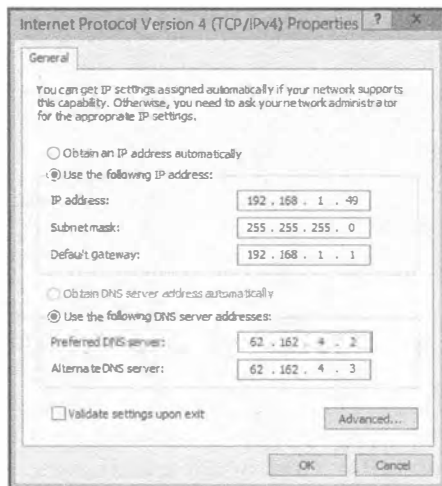 Internet Protocol Version 4 (TCP/IPv4) Properties ? ×
General
You can get IP settings assigned automatically if your network supports
this capability. Otherwise, you need to ask your network administrator
for the appropriate IP settings.
Obtain an IP address automatically
Use the following IP address:
IP address: 192 . 168 . 1 . 49
Subnet mask: 255 . 255 . 255 . 0
Default gateway: 192 . 168 . 1 . 1
Obtain DNS server address automatically
Use the following DNS server addresses:
Preferred DNS server: 62 . 162 . 4 . 2
Alternate DNS server: 62 . 162 . 4 . 3
Validate settings upon exit
Advanced...
OK Cancel